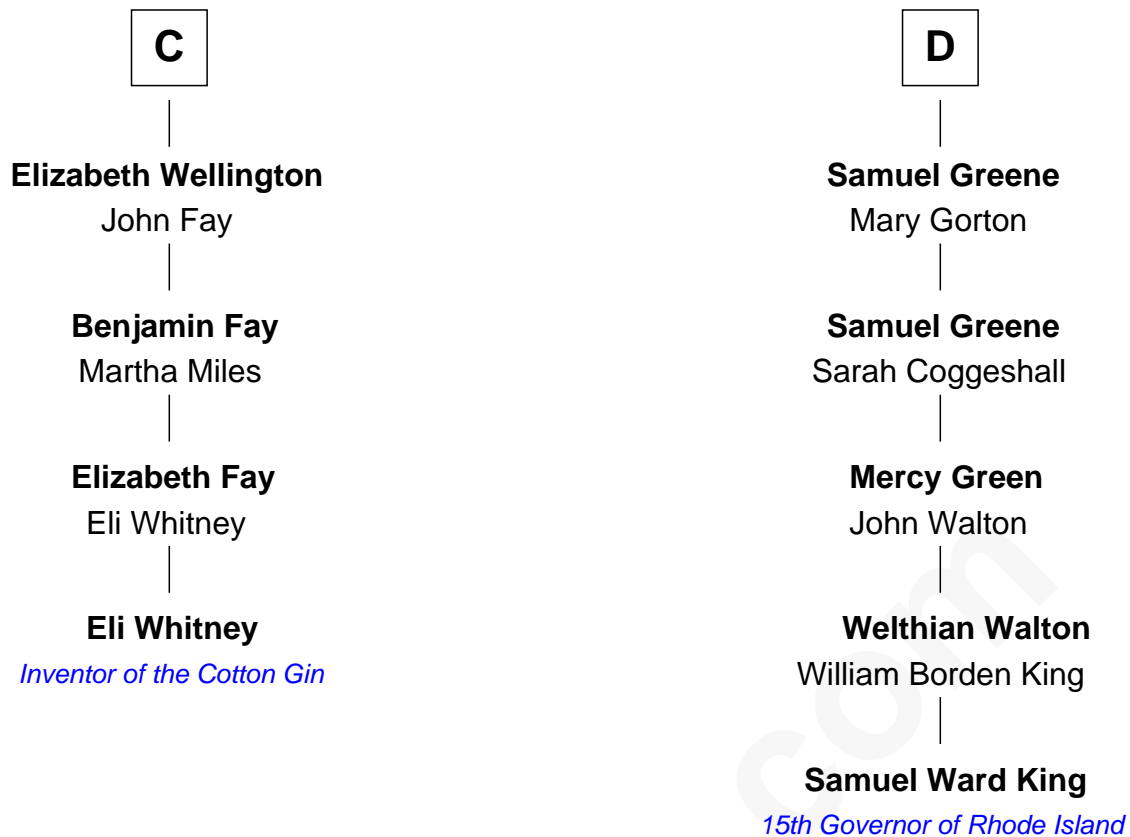 C
Elizabeth Wellington
John Fay
Benjamin Fay
Martha Miles
Elizabeth Fay
Eli Whitney
Eli Whitney
Inventor of the Cotton Gin
D
Samuel Greene
Mary Gorton
Samuel Greene
Sarah Coggeshall
Mercy Green
John Walton
Welthian Walton
William Borden King
Samuel Ward King
15th Governor of Rhode Island
com